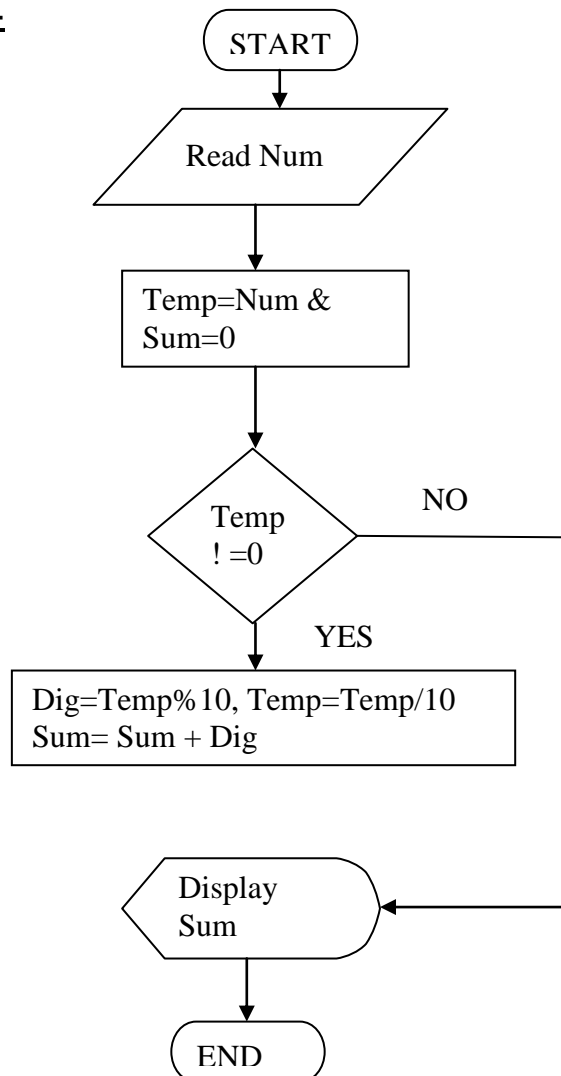 START
Read Num
Temp=Num &
Sum=0
Temp
! =0
NO
YES
Dig=Temp%10, Temp=Temp/10
Sum= Sum + Dig
Display
Sum
END